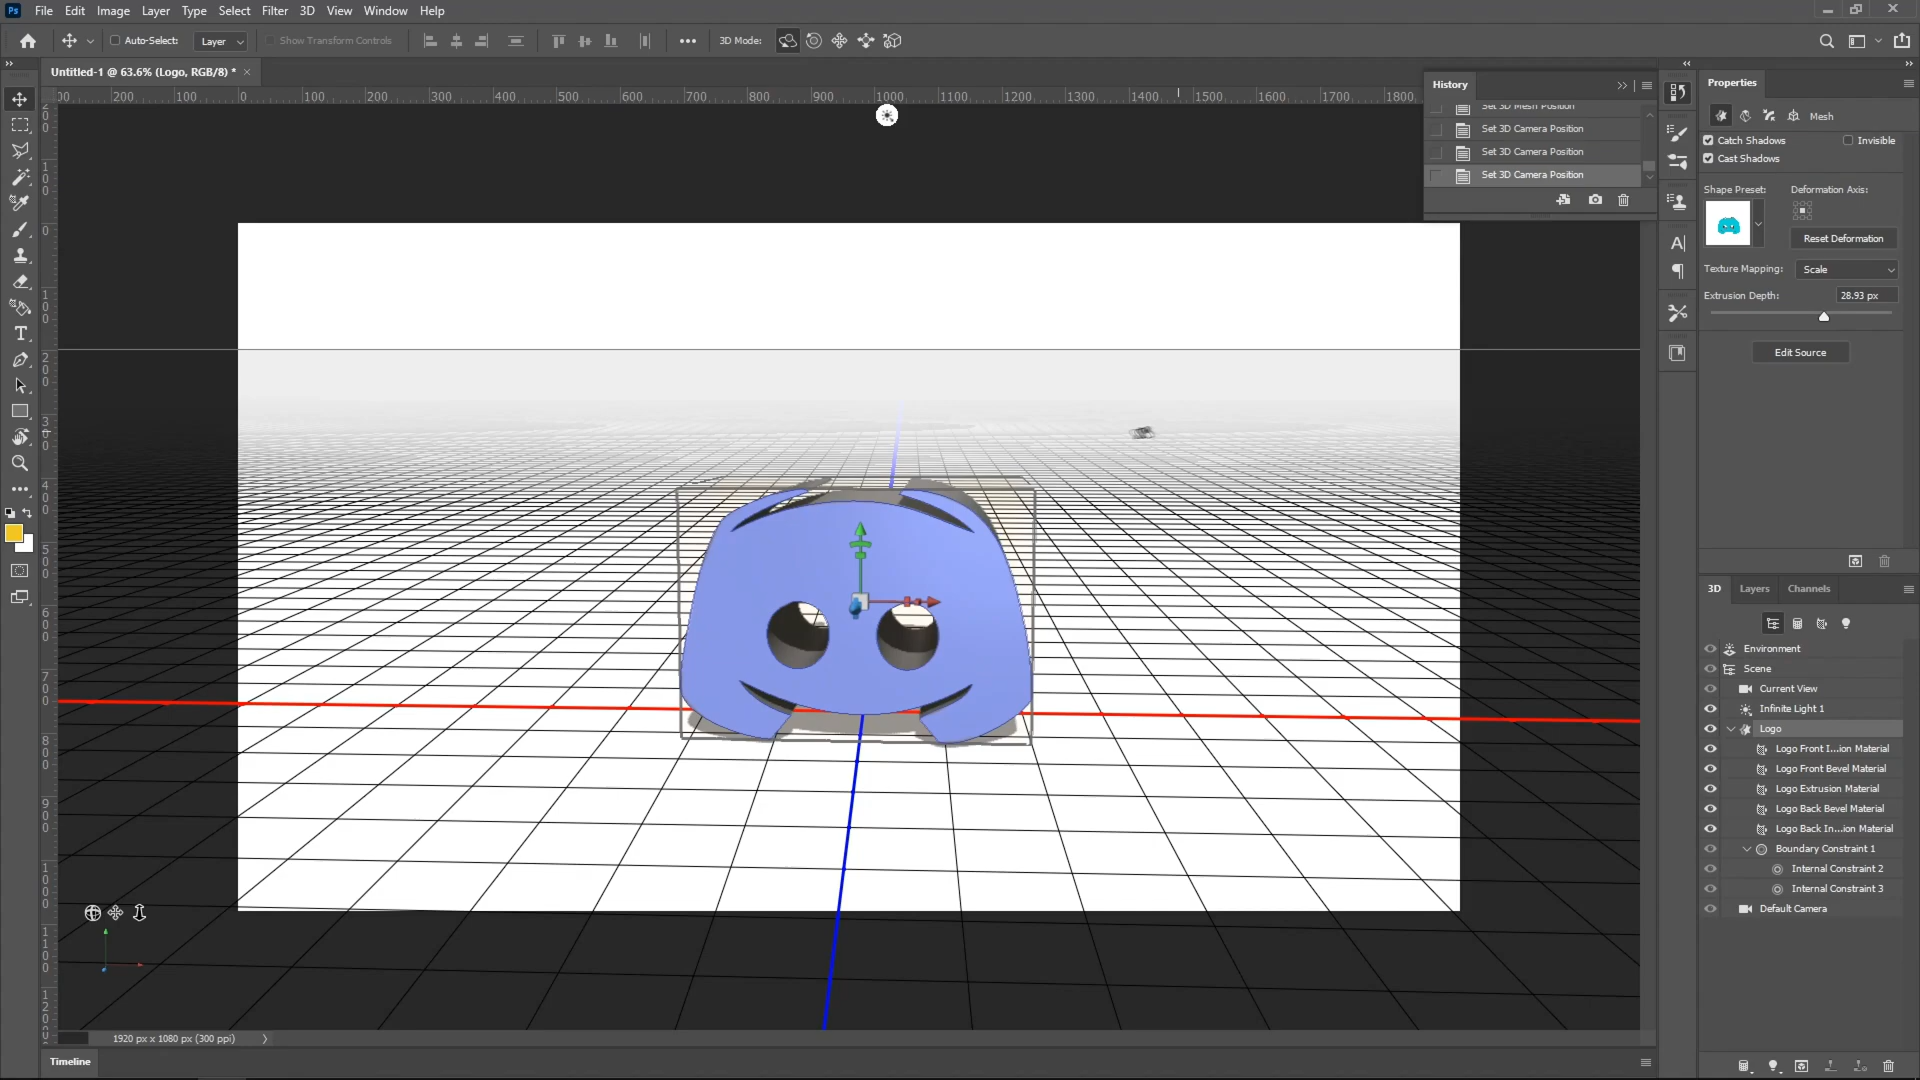 Ps File Edit Image Layer Type Select Filter 3D View Window Help
Auto-Select: Layer Show Transform Controls 3D Mode:
Untitled-1 @ 63.6% (Logo, RGB/8) * ×
200 100 0 100 200 300 400 500 600 700 800 900 1000 1100 1200 1300 1400 1500 1600 1700 1800
History
Set 3D Mesh Position
Set 3D Camera Position
Set 3D Camera Position
Set 3D Camera Position
Properties
Mesh
Catch Shadows Invisible
Cast Shadows
Shape Preset: Deformation Axis:
Reset Deformation
Texture Mapping: Scale
Extrusion Depth: 28.93 px
Edit Source
3D Layers Channels
Environment
Scene
Current View
Infinite Light 1
Logo
Logo Front I...ion Material
Logo Front Bevel Material
Logo Extrusion Material
Logo Back Bevel Material
Logo Back In...ion Material
Boundary Constraint 1
Internal Constraint 2
Internal Constraint 3
Default Camera
1920 px x 1080 px (300 ppi)
Timeline